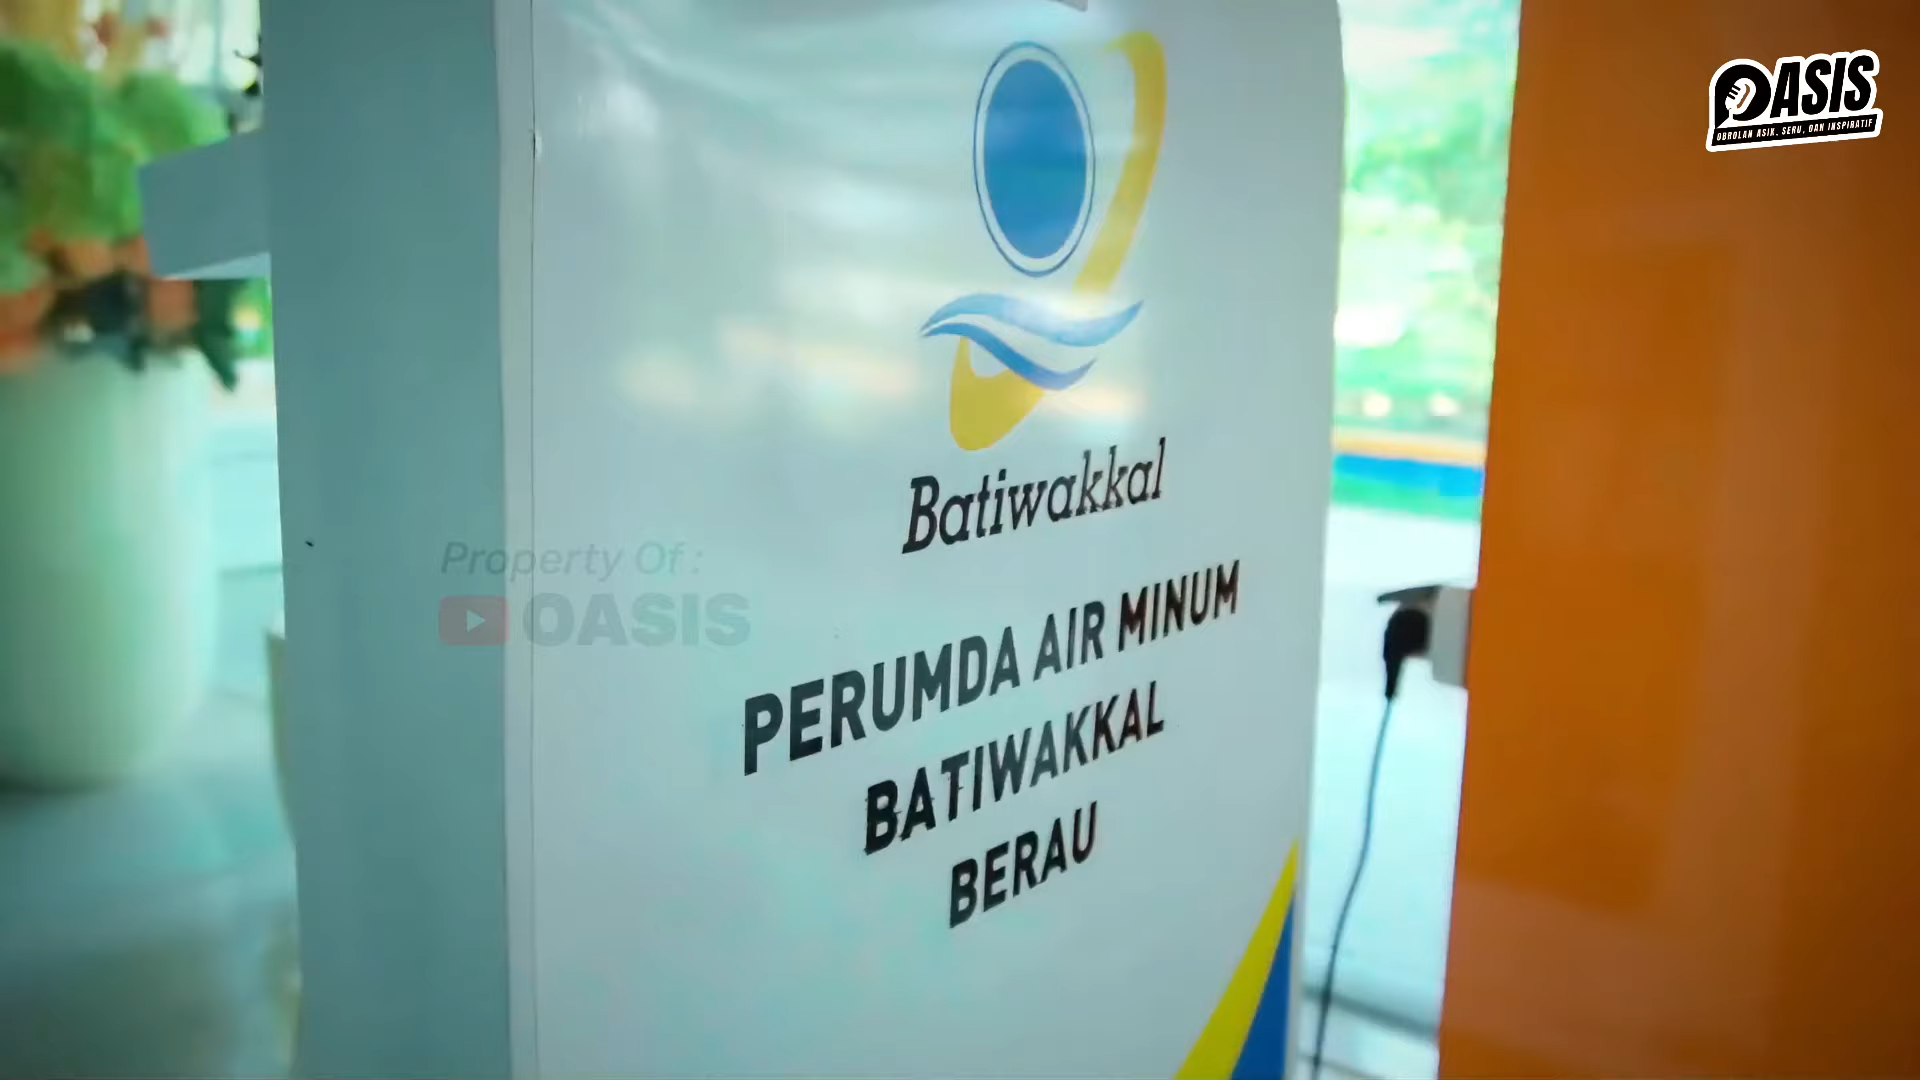 OASIS
OBROLAN ASIK, SERU, DAN INSPIRATIF
Batiwakkal
Property Of :
OASIS
PERUMDA AIR MINUM
BATIWAKKAL
BERAU